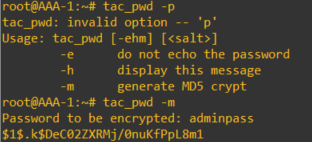 root@AAA-1:~# tac_pwd -p
tac_pwd: invalid option -- 'p'
Usage: tac_pwd [-ehm] [<salt>]
-e do not echo the password
-h display this message
-m generate MD5 crypt
root@AAA-1:~# tac_pwd -m
Password to be encrypted: adminpass
$1$.k$DeC02ZXRMj/0nuKfPpL8m1